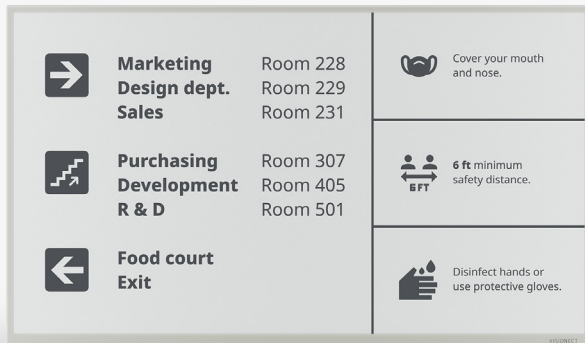 Marketing Room 228
Design dept. Room 229
Sales Room 231
Purchasing Room 307
Development Room 405
R & D Room 501
Food court
Exit
Cover your mouth
and nose.
6 FT
6 ft minimum
safety distance.
Disinfect hands or
use protective gloves.
VISIONECT